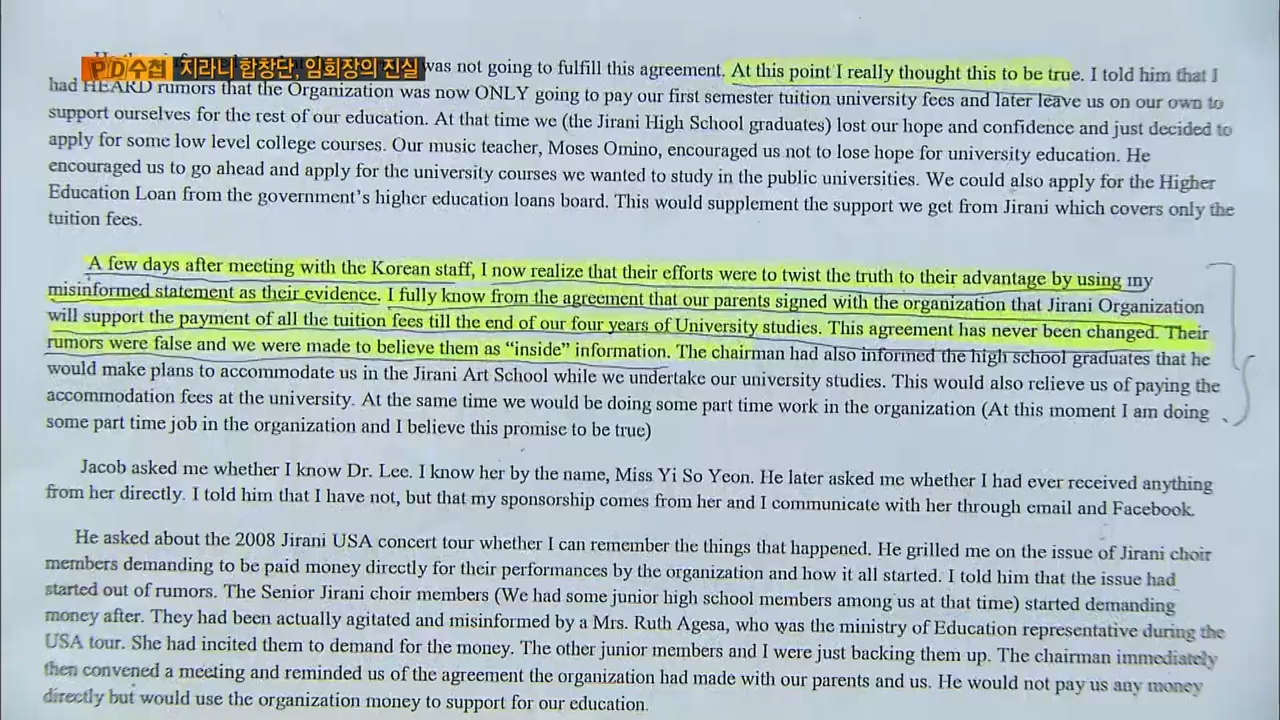 PD수첩 치라니 합창단, 임회장의 진실
was not going to fulfill this agreement. At this point I really thought this to be true. I told him that I
had HEARD rumors that the Organization was now ONLY going to pay our first semester tuition university fees and later leave us on our own to
support ourselves for the rest of our education. At that time we (the Jirani High School graduates) lost our hope and confidence and just decided to
apply for some low level college courses. Our music teacher, Moses Omino, encouraged us not to lose hope for university education. He
encouraged us to go ahead and apply for the university courses we wanted to study in the public universities. We could also apply for the Higher
Education Loan from the government's higher education loans board. This would supplement the support we get from Jirani which covers only the
tuition fees.
A few days after meeting with the Korean staff, I now realize that their efforts were to twist the truth to their advantage by using my
misinformed statement as their evidence. I fully know from the agreement that our parents signed with the organization that Jirani Organization
will support the payment of all the tuition fees till the end of our four years of University studies. This agreement has never been changed. Their
rumors were false and we were made to believe them as “inside” information. The chairman had also informed the high school graduates that he
would make plans to accommodate us in the Jirani Art School while we undertake our university studies. This would also relieve us of paying the
accommodation fees at the university. At the same time we would be doing some part time work in the organization (At this moment I am doing
some part time job in the organization and I believe this promise to be true)
Jacob asked me whether I know Dr. Lee. I know her by the name, Miss Yi So Yeon. He later asked me whether I had ever received anything
from her directly. I told him that I have not, but that my sponsorship comes from her and I communicate with her through email and Facebook.
He asked about the 2008 Jirani USA concert tour whether I can remember the things that happened. He grilled me on the issue of Jirani choir
members demanding to be paid money directly for their performances by the organization and how it all started. I told him that the issue had
started out of rumors. The Senior Jirani choir members (We had some junior high school members among us at that time) started demanding
money after. They had been actually agitated and misinformed by a Mrs. Ruth Agesa, who was the ministry of Education representative during the
USA tour. She had incited them to demand for the money. The other junior members and I were just backing them up. The chairman immediately
then convened a meeting and reminded us of the agreement the organization had made with our parents and us. He would not pay us any money
directly but would use the organization money to support for our education.